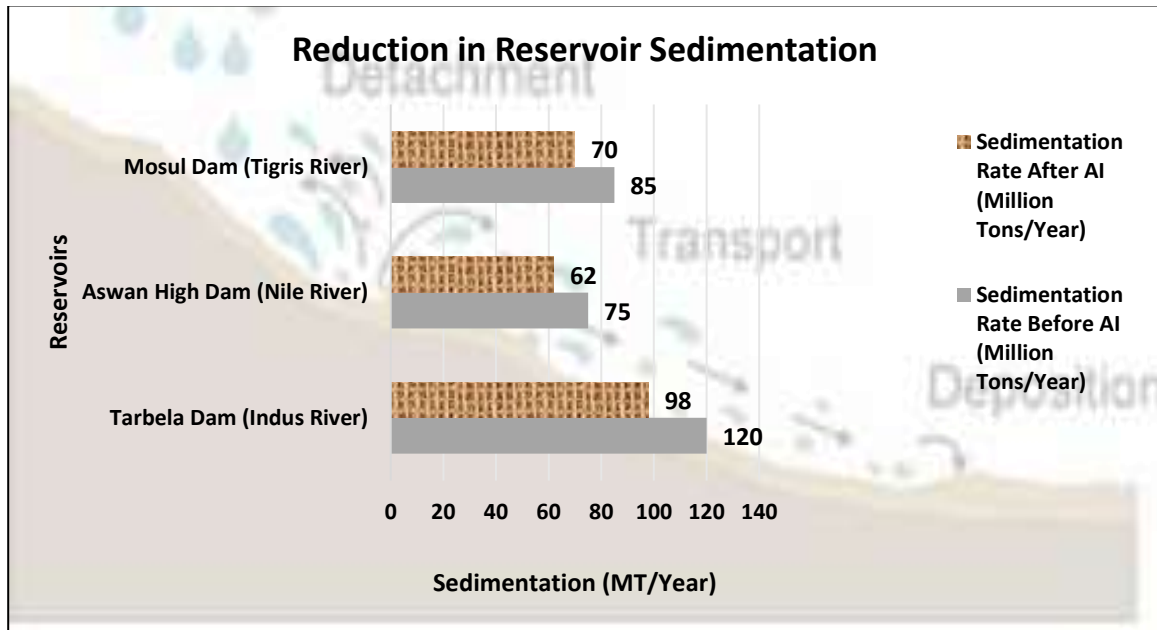 Reduction in Reservoir Sedimentation
Detachment
Transport
Deposition
Reservoirs
Mosul Dam (Tigris River)
70
85
Aswan High Dam (Nile River)
62
75
Tarbela Dam (Indus River)
98
120
0 20 40 60 80 100 120 140
Sedimentation (MT/Year)
Sedimentation
Rate After AI
(Million
Tons/Year)
Sedimentation
Rate Before AI
(Million
Tons/Year)